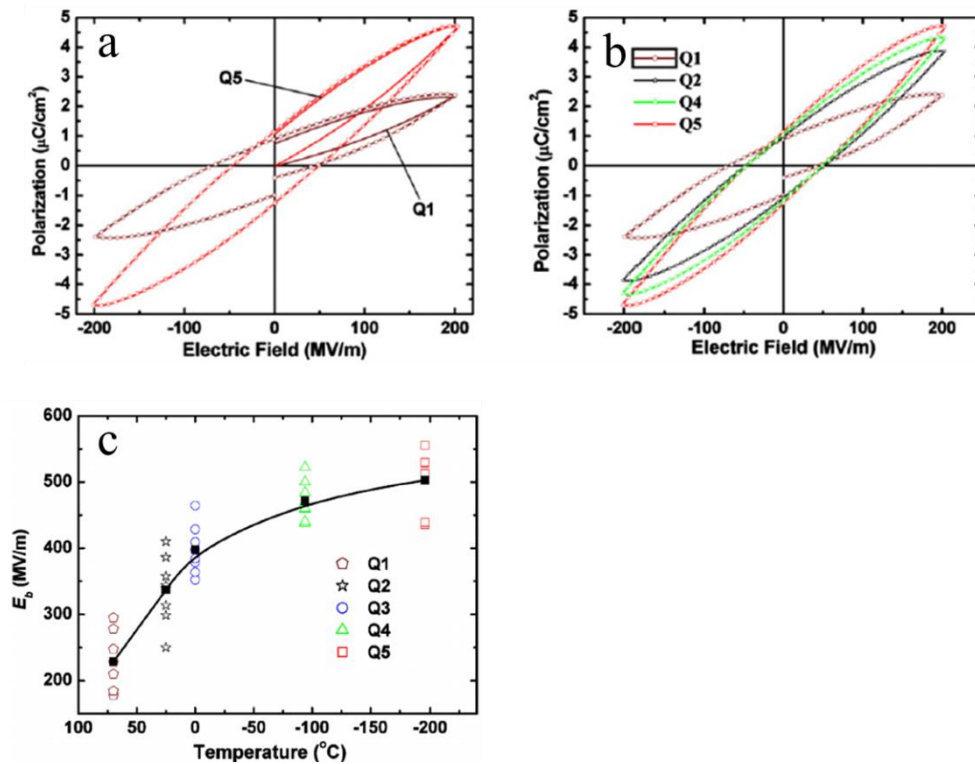 a
Q5
Q1
Polarization (μC/cm²)
5
4
3
2
1
0
-1
-2
-3
-4
-5
-200 -100 0 100 200
Electric Field (MV/m)
b
Q1
Q2
Q4
Q5
Polarization (μC/cm²)
5
4
3
2
1
0
-1
-2
-3
-4
-5
-200 -100 0 100 200
Electric Field (MV/m)
c
Q1
Q2
Q3
Q4
Q5
E_b (MV/m)
600
500
400
300
200
100 50 0 -50 -100 -150 -200
Temperature (°C)